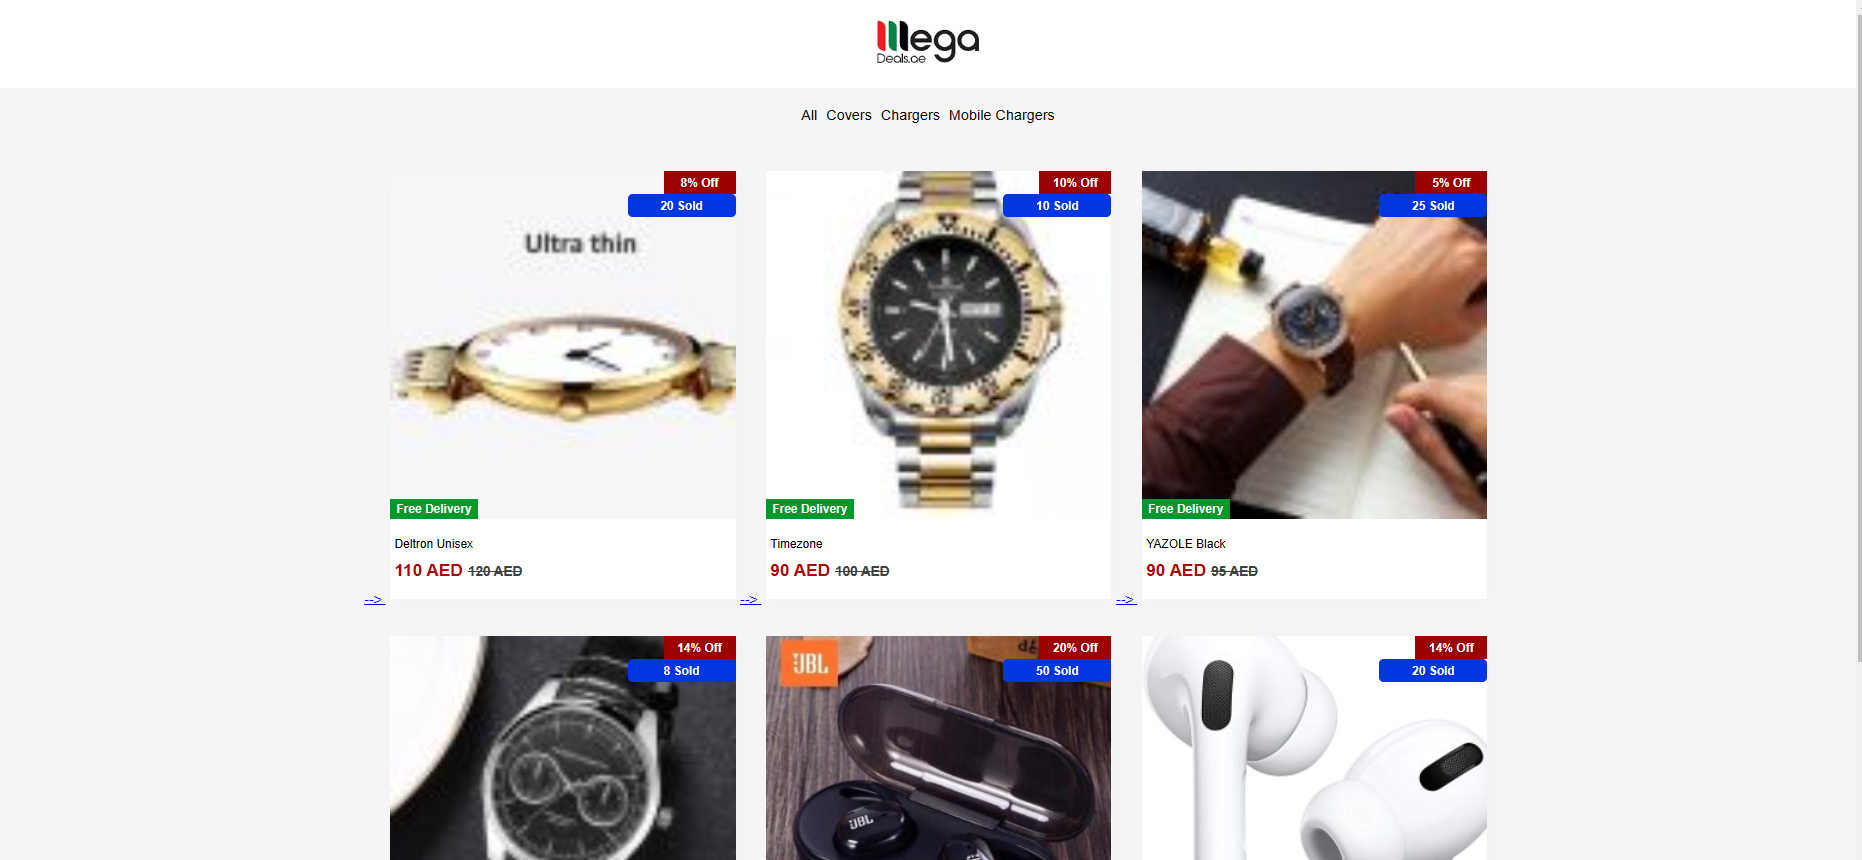 Mega
Deals.ae
All Covers Chargers Mobile Chargers
8% Off
20 Sold
Ultra thin
Free Delivery
Deltron Unisex
110 AED 120 AED
-->
10% Off
10 Sold
Free Delivery
Timezone
90 AED 100 AED
-->
5% Off
25 Sold
Free Delivery
YAZOLE Black
90 AED 95 AED
-->
14% Off
8 Sold
JBL
20% Off
50 Sold
JBL
JBL
14% Off
20 Sold